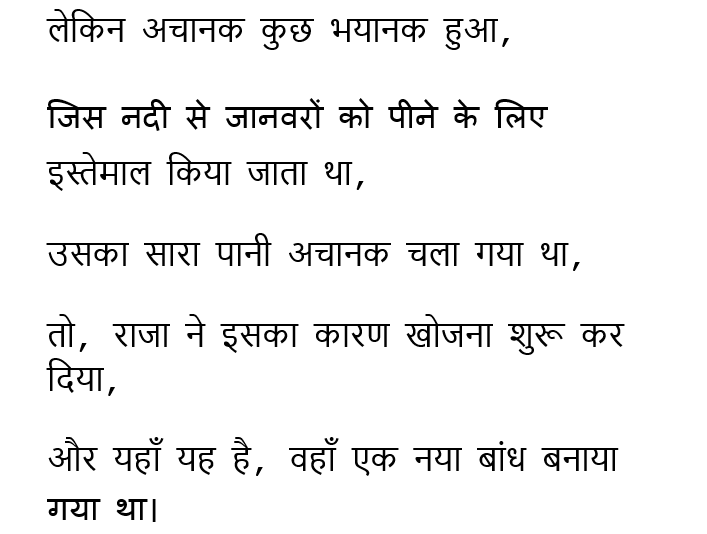 लेकिन अचानक कुछ भयानक हुआ,
जिस नदी से जानवरों को पीने के लिए
इस्तेमाल किया जाता था,
उसका सारा पानी अचानक चला गया था,
तो, राजा ने इसका कारण खोजना शुरू कर
दिया,
और यहाँ यह है, वहाँ एक नया बांध बनाया
गया था।